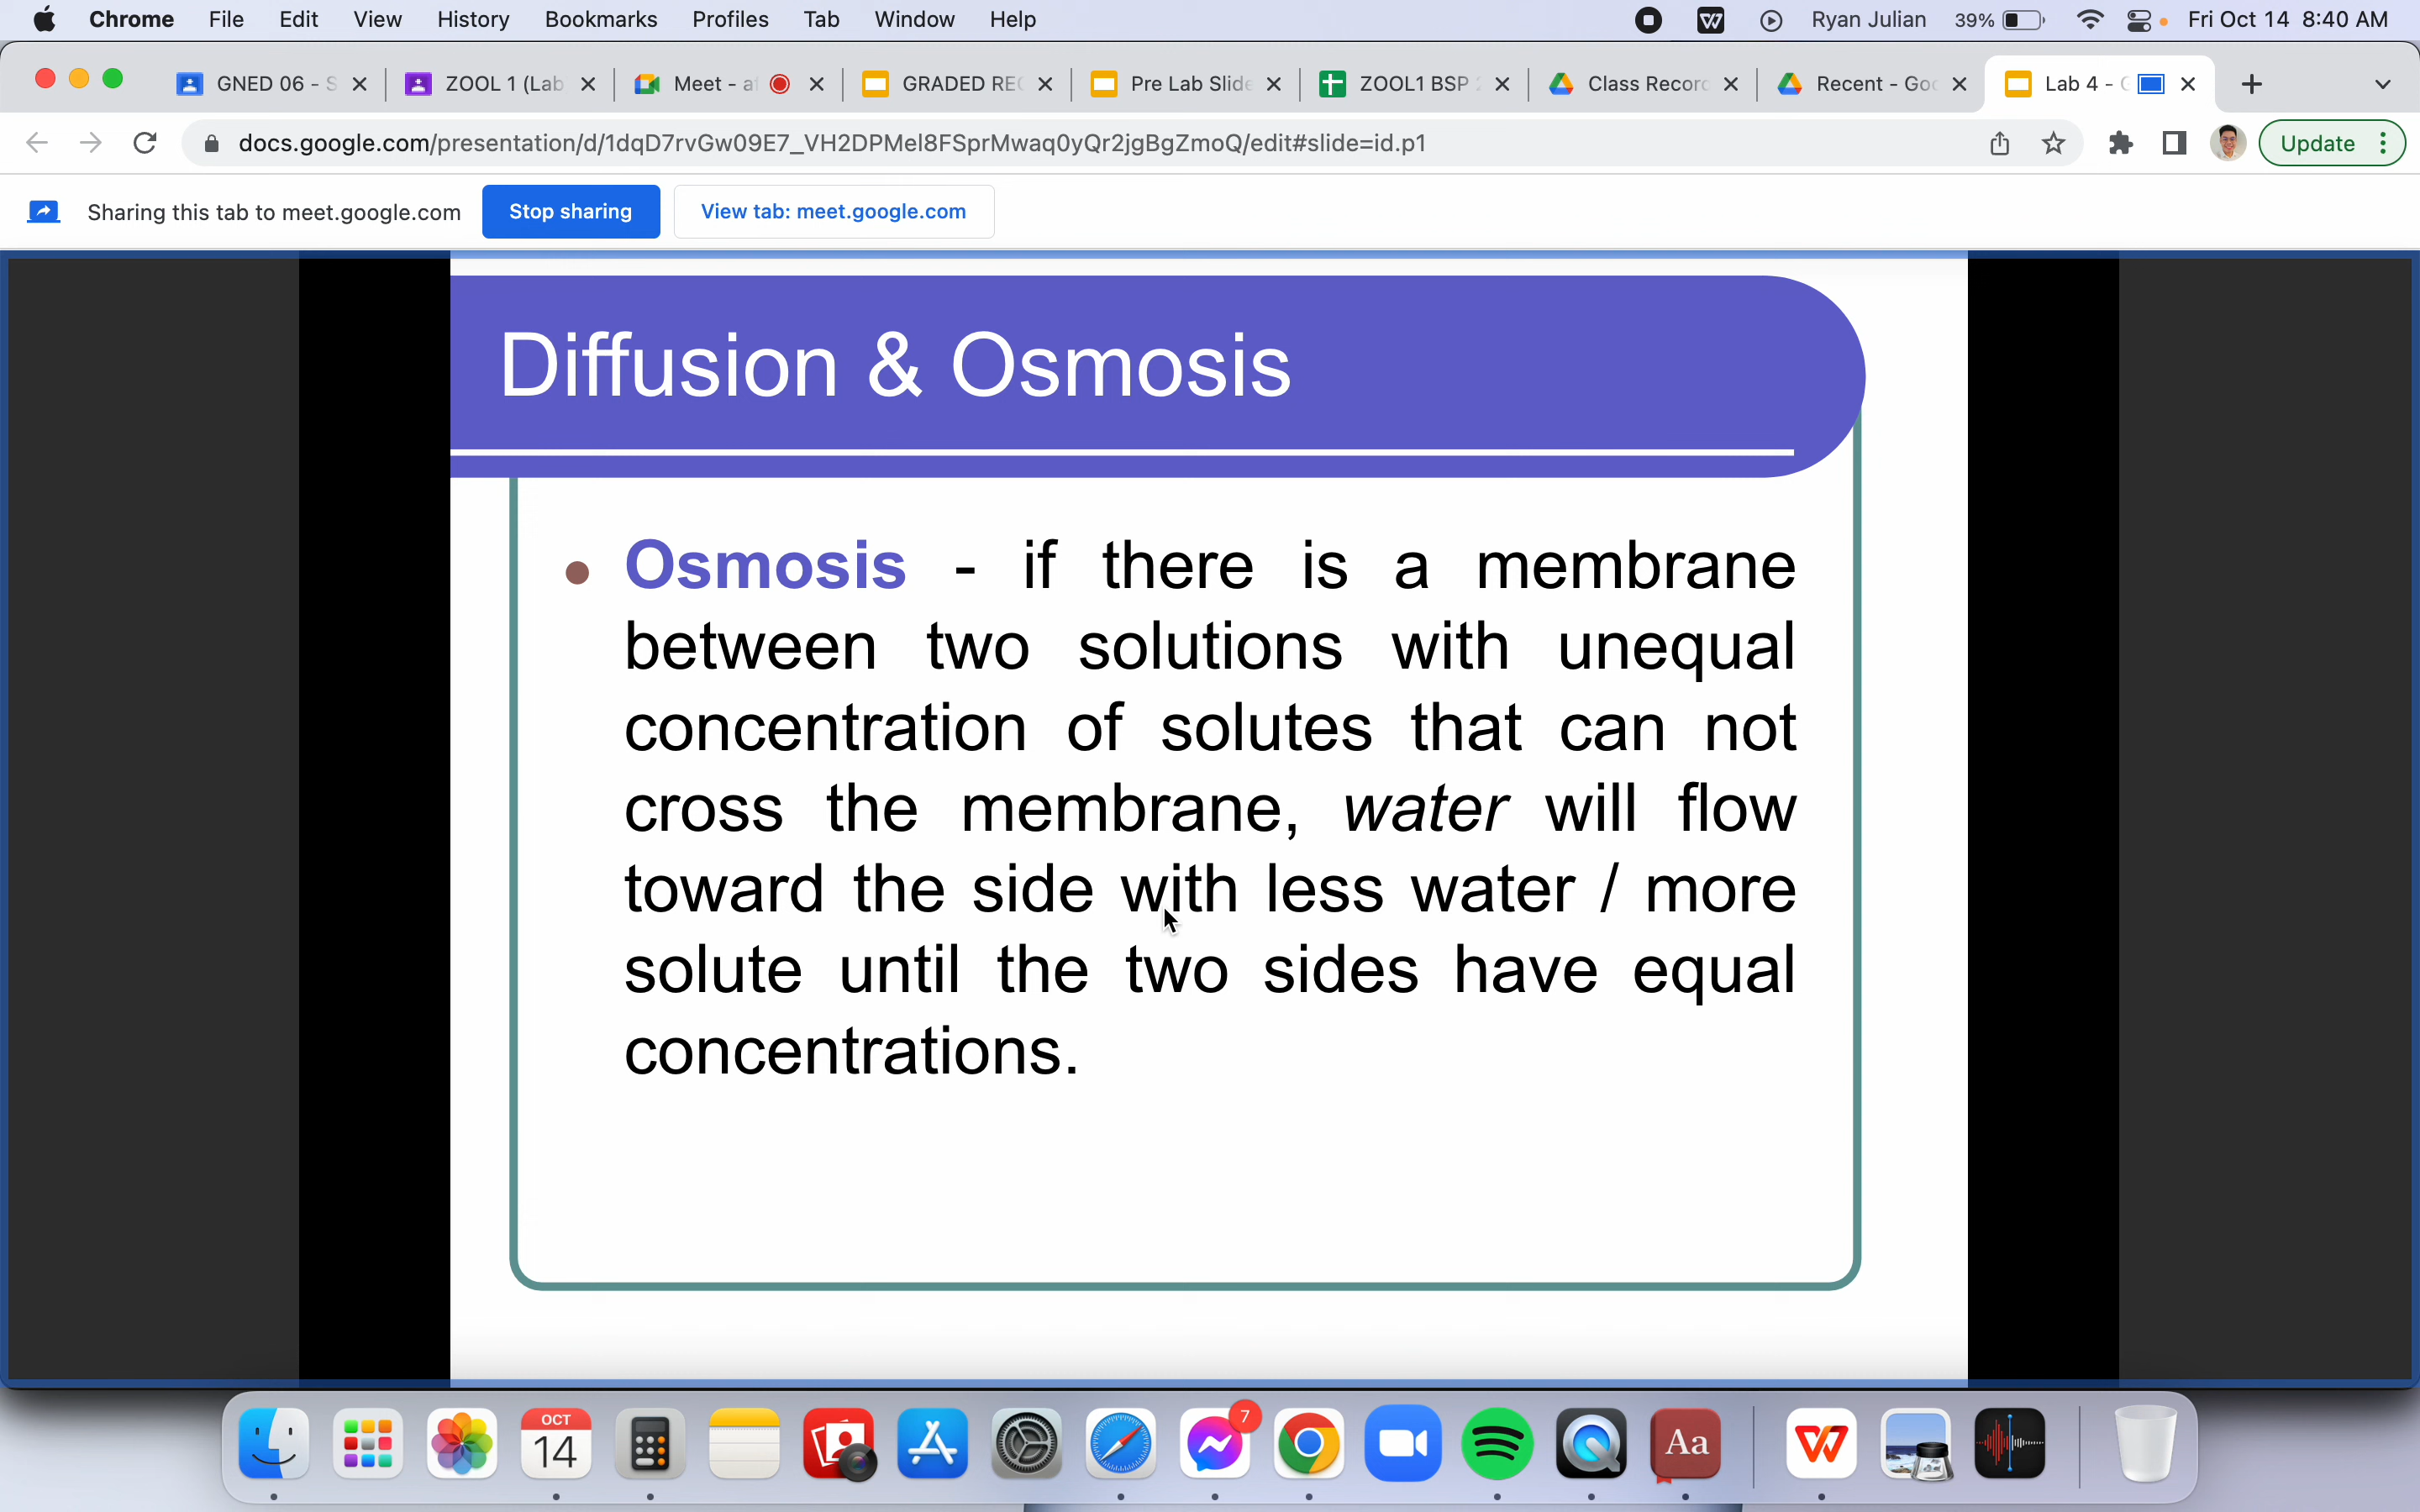 Chrome File Edit View History Bookmarks Profiles Tab Window Help Ryan Julian 39% Fri Oct 14 8:40 AM
GNED 06 - S ZOOL 1 (Lab Meet - a GRADED REC Pre Lab Slide ZOOL1 BSP Class Record Recent - Goo Lab 4 -
docs.google.com/presentation/d/1dqD7rvGw09E7_VH2DPMel8FSprMwaq0yQr2jgBgZmoQ/edit#slide=id.p1 Update
Sharing this tab to meet.google.com Stop sharing View tab: meet.google.com
Diffusion & Osmosis
Osmosis - if there is a membrane
between two solutions with unequal
concentration of solutes that can not
cross the membrane, water will flow
toward the side with less water / more
solute until the two sides have equal
concentrations.
OCT
14
7
Aa